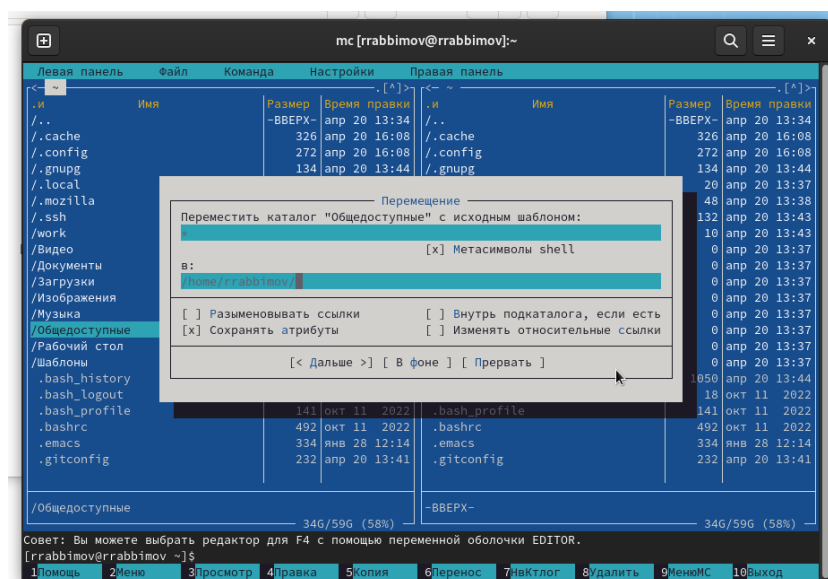 mc [rrabbimov@rrabbimov]:~
Левая панель Файл Команда Настройки Правая панель
<- ~ .[^]> <- ~ .[^]>
.и Имя Размер Время правки .и Имя Размер Время правки
/.. -ВВЕРХ- апр 20 13:34 /.. -ВВЕРХ- апр 20 13:34
/.cache 326 апр 20 16:08 /.cache 326 апр 20 16:08
/.config 272 апр 20 16:08 /.config 272 апр 20 16:08
/.gnupg 134 апр 20 13:44 /.gnupg 134 апр 20 13:44
/.local 20 апр 20 13:37
/.mozilla Перемещение 48 апр 20 13:38
/.ssh Переместить каталог "Общедоступные" с исходным шаблоном: 132 апр 20 13:43
/work * 10 апр 20 13:43
/Видео [x] Метасимволы shell 0 апр 20 13:37
/Документы в: 0 апр 20 13:37
/Загрузки /home/rrabbimov/ 0 апр 20 13:37
/Изображения 0 апр 20 13:37
/Музыка [ ] Разыменовывать ссылки [ ] Внутрь подкаталога, если есть 0 апр 20 13:37
/Общедоступные [x] Сохранять атрибуты [ ] Изменять относительные ссылки 0 апр 20 13:37
/Рабочий стол 0 апр 20 13:37
/Шаблоны [< Дальше >] [ В фоне ] [ Прервать ] 0 апр 20 13:37
.bash_history 1050 апр 20 13:44
.bash_logout 18 окт 11 2022
.bash_profile 141 окт 11 2022 .bash_profile 141 окт 11 2022
.bashrc 492 окт 11 2022 .bashrc 492 окт 11 2022
.emacs 334 янв 28 12:14 .emacs 334 янв 28 12:14
.gitconfig 232 апр 20 13:41 .gitconfig 232 апр 20 13:41
/Общедоступные -ВВЕРХ-
34G/59G (58%) 34G/59G (58%)
Совет: Вы можете выбрать редактор для F4 с помощью переменной оболочки EDITOR.
[rrabbimov@rrabbimov ~]$
1Помощь 2Меню 3Просмотр 4Правка 5Копия 6Перенос 7НвКтлог 8Удалить 9МенюMC 10Выход